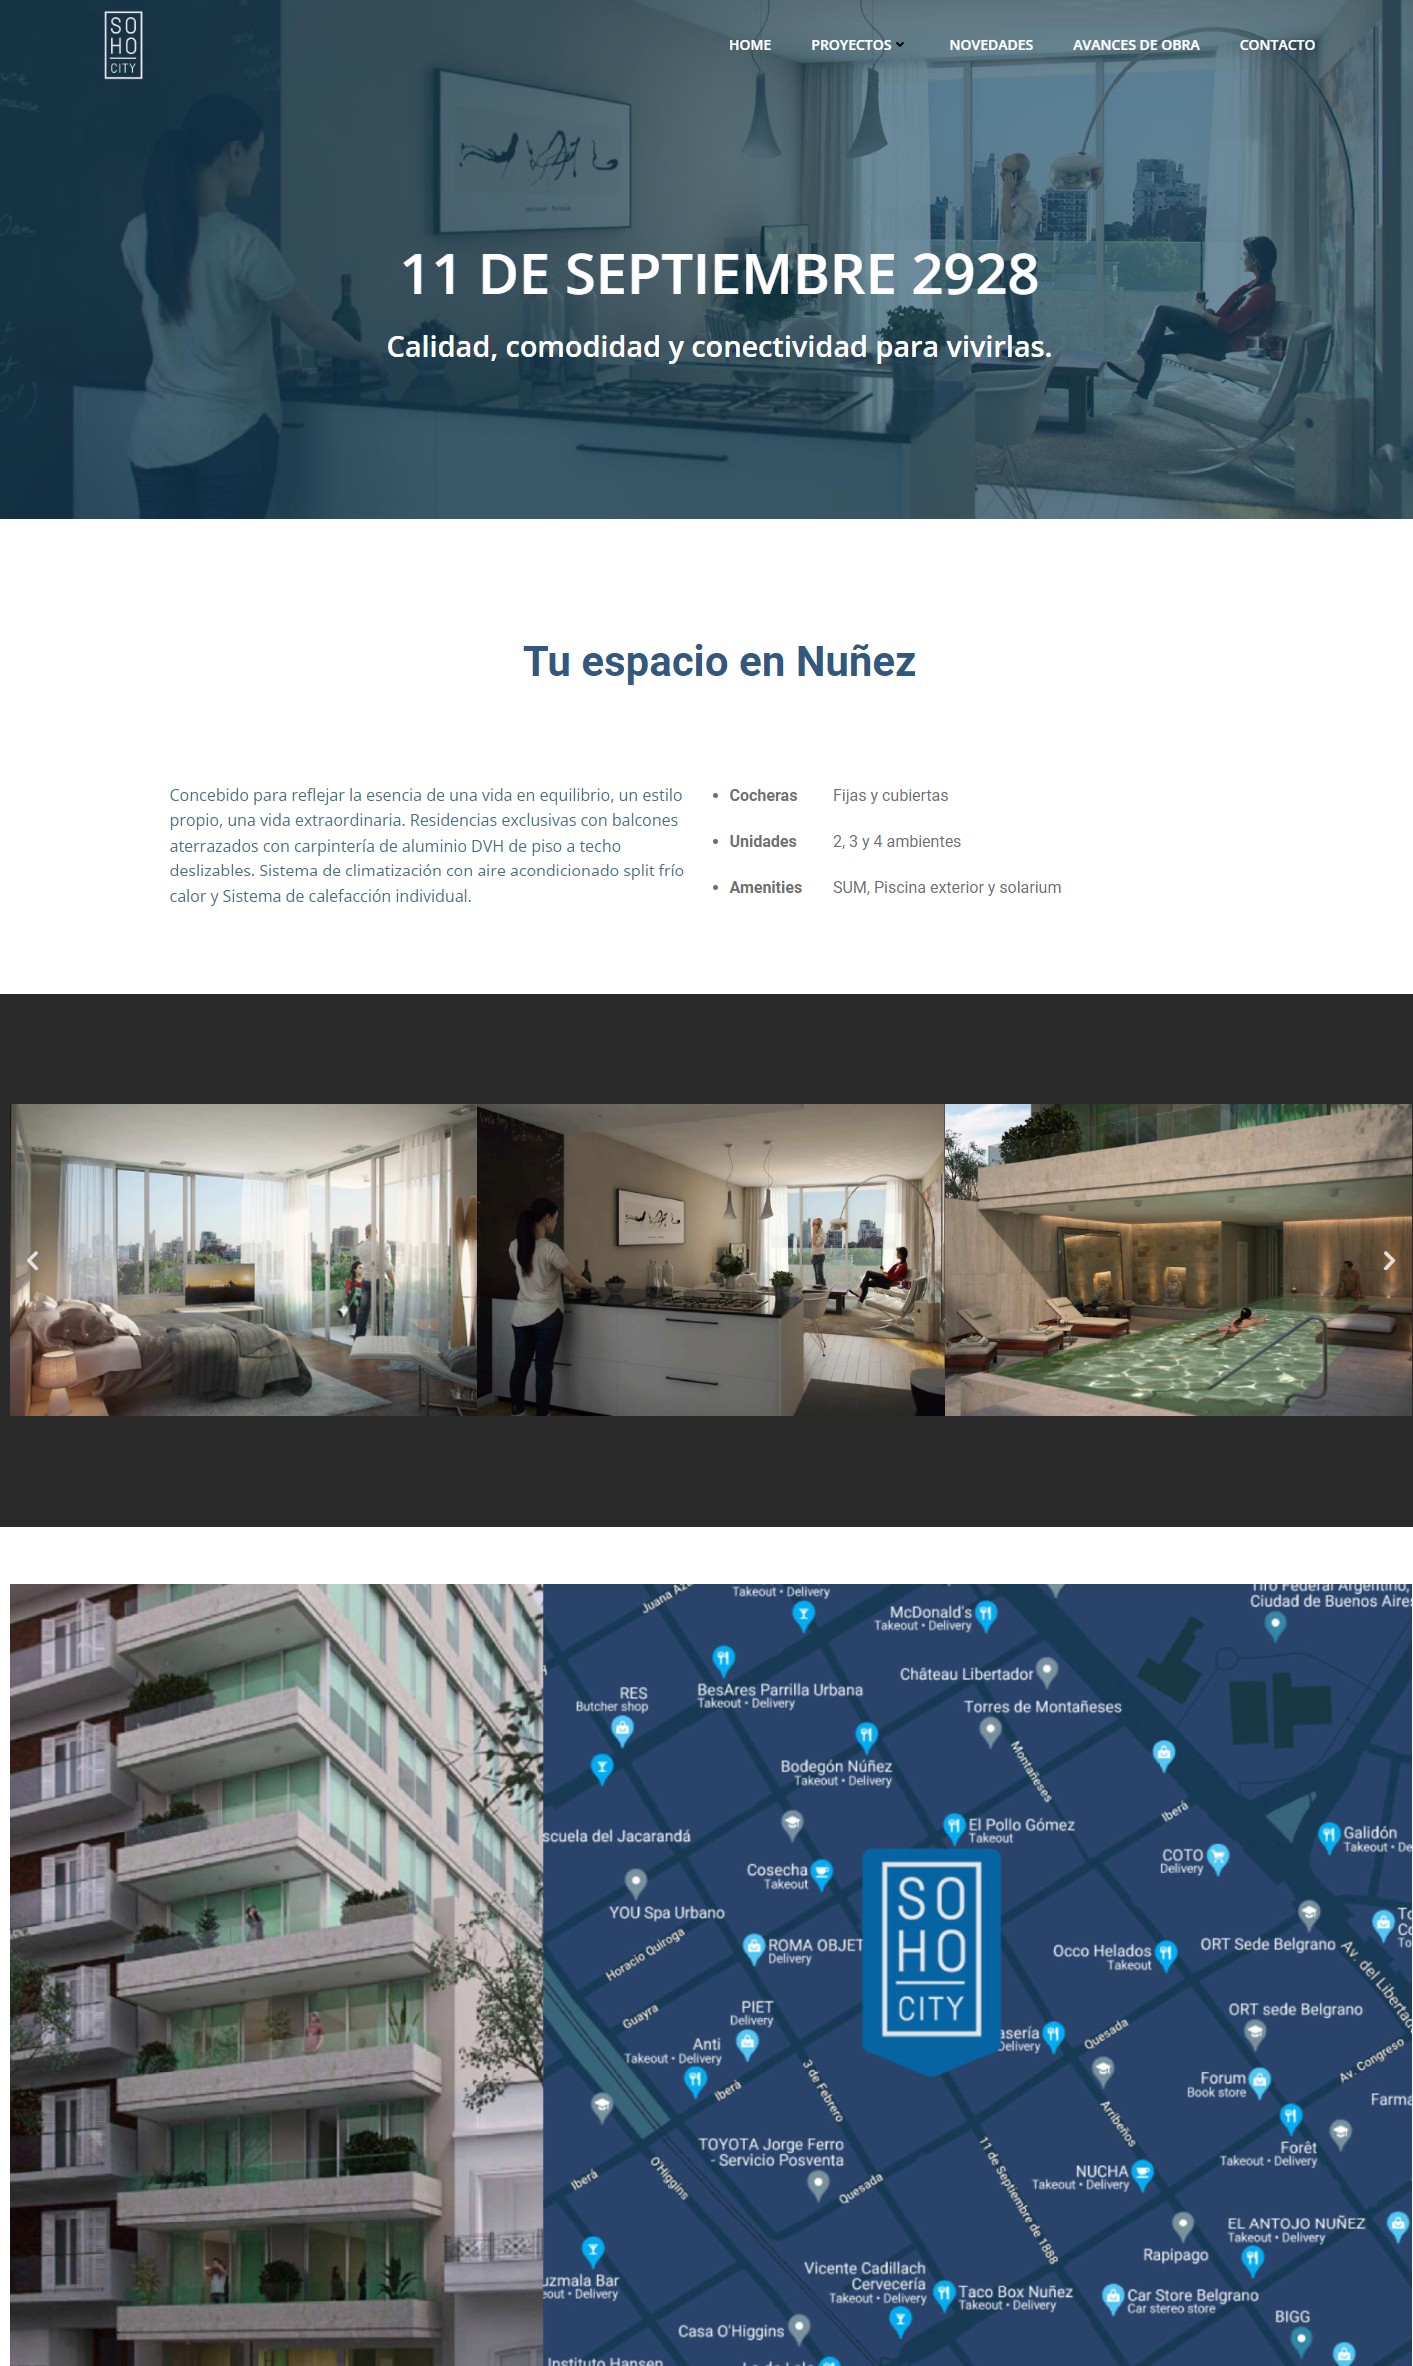 SO
HO
CITY
HOME
PROYECTOS
NOVEDADES
AVANCES DE OBRA
CONTACTO
11 DE SEPTIEMBRE 2928
Calidad, comodidad y conectividad para vivirlas.
Tu espacio en Nuñez
Concebido para reflejar la esencia de una vida en equilibrio, un estilo
propio, una vida extraordinaria. Residencias exclusivas con balcones
aterrazados con carpintería de aluminio DVH de piso a techo
deslizables. Sistema de climatización con aire acondicionado split frío
calor y Sistema de calefacción individual.
• Cocheras Fijas y cubiertas
• Unidades 2, 3 y 4 ambientes
• Amenities SUM, Piscina exterior y solarium
Juana Az
Takeout • Delivery
McDonald's
Takeout • Delivery
Tiro Federal Argentino,
Ciudad de Buenos Aires
Château Libertador
BesAres Parrilla Urbana
Takeout • Delivery
RES
Butcher shop
Torres de Montañeses
Montañeses
Bodegón Núñez
Takeout • Delivery
Iberá
El Pollo Gómez
Takeout
Galidón
Takeout • De
scuela del Jacarandá
COTO
Delivery
Cosecha
Takeout
YOU Spa Urbano
SO
HO
CITY
Horacio Quiroga
ROMA OBJET
Delivery
Occo Helados
Takeout
ORT Sede Belgrano
Av. del Libertad
Guayra
PIET
Delivery
ORT sede Belgrano
asería
Delivery
Quesada
Anti
Takeout • Delivery
Av. Congreso
Iberá
3 de Febrero
Forum
Book store
Farma
Arribeños
TOYOTA Jorge Ferro
- Servicio Posventa
Forêt
Takeout • Delivery
Iberá
O'Higgins
Quesada
11 de Septiembre de 1888
NUCHA
Takeout • Delivery
EL ANTOJO NUÑEZ
Takeout • Delivery
Rapipago
Vicente Cadillach
Cervecería
Takeout • Delivery
uzmala Bar
eout • Delivery
Taco Box Nuñez
Takeout • Delivery
Car Store Belgrano
Car stereo store
BIGG
Casa O'Higgins
Instituto Hansen